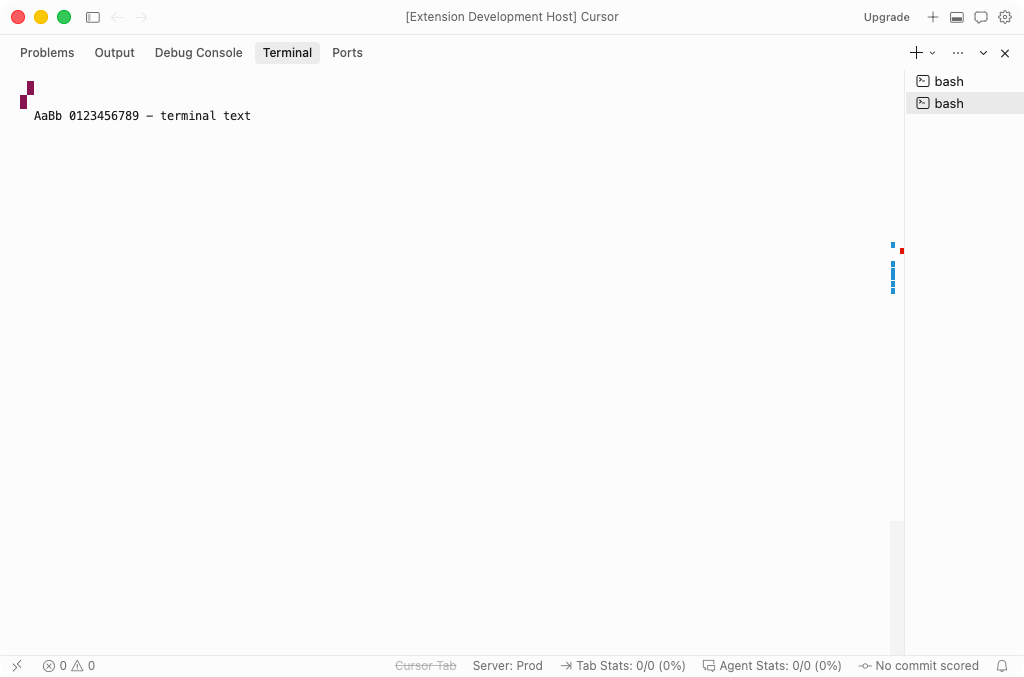 [Extension Development Host] Cursor
Upgrade
Problems Output Debug Console Terminal Ports
bash
bash
AaBb 0123456789 — terminal text
0 0 Cursor Tab Server: Prod Tab Stats: 0/0 (0%) Agent Stats: 0/0 (0%) No commit scored